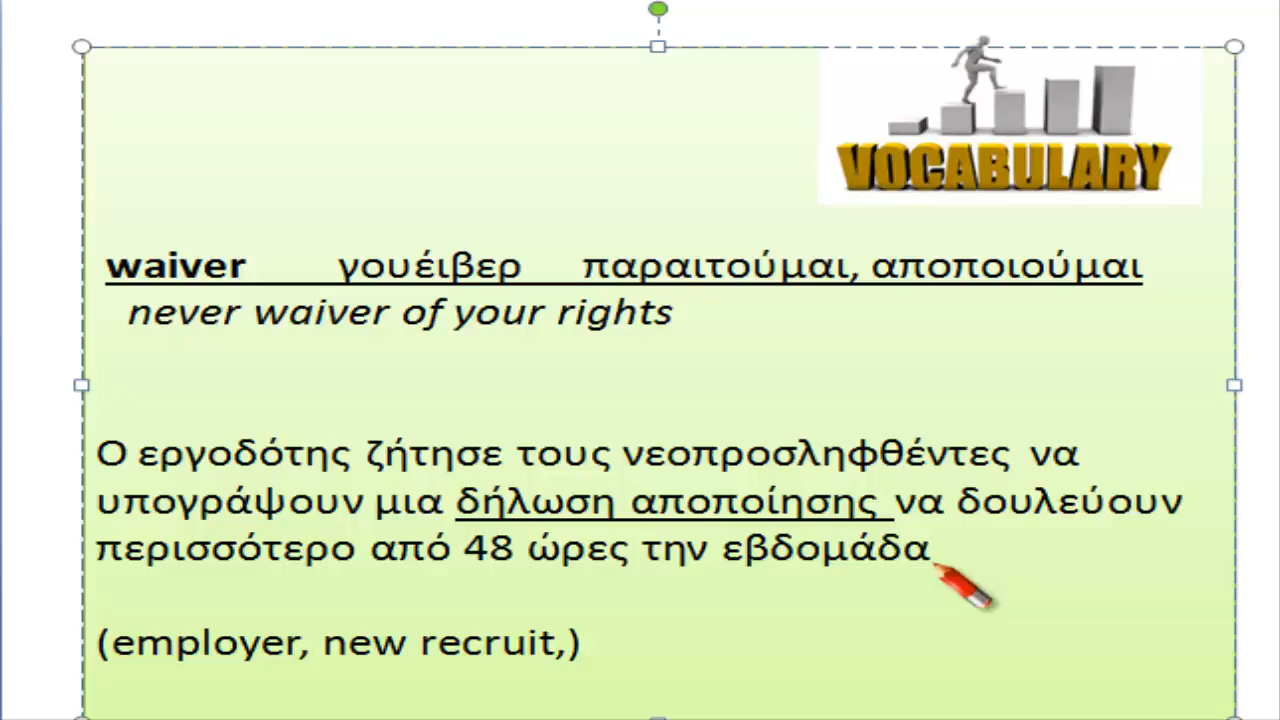 VOCABULARY
waiver γουέιβερ παραιτούμαι, αποποιούμαι
never waiver of your rights
Ο εργοδότης ζήτησε τους νεοπροσληφθέντες να
υπογράψουν μια δήλωση αποποίησης να δουλεύουν
περισσότερο από 48 ώρες την εβδομάδα
(employer, new recruit,)